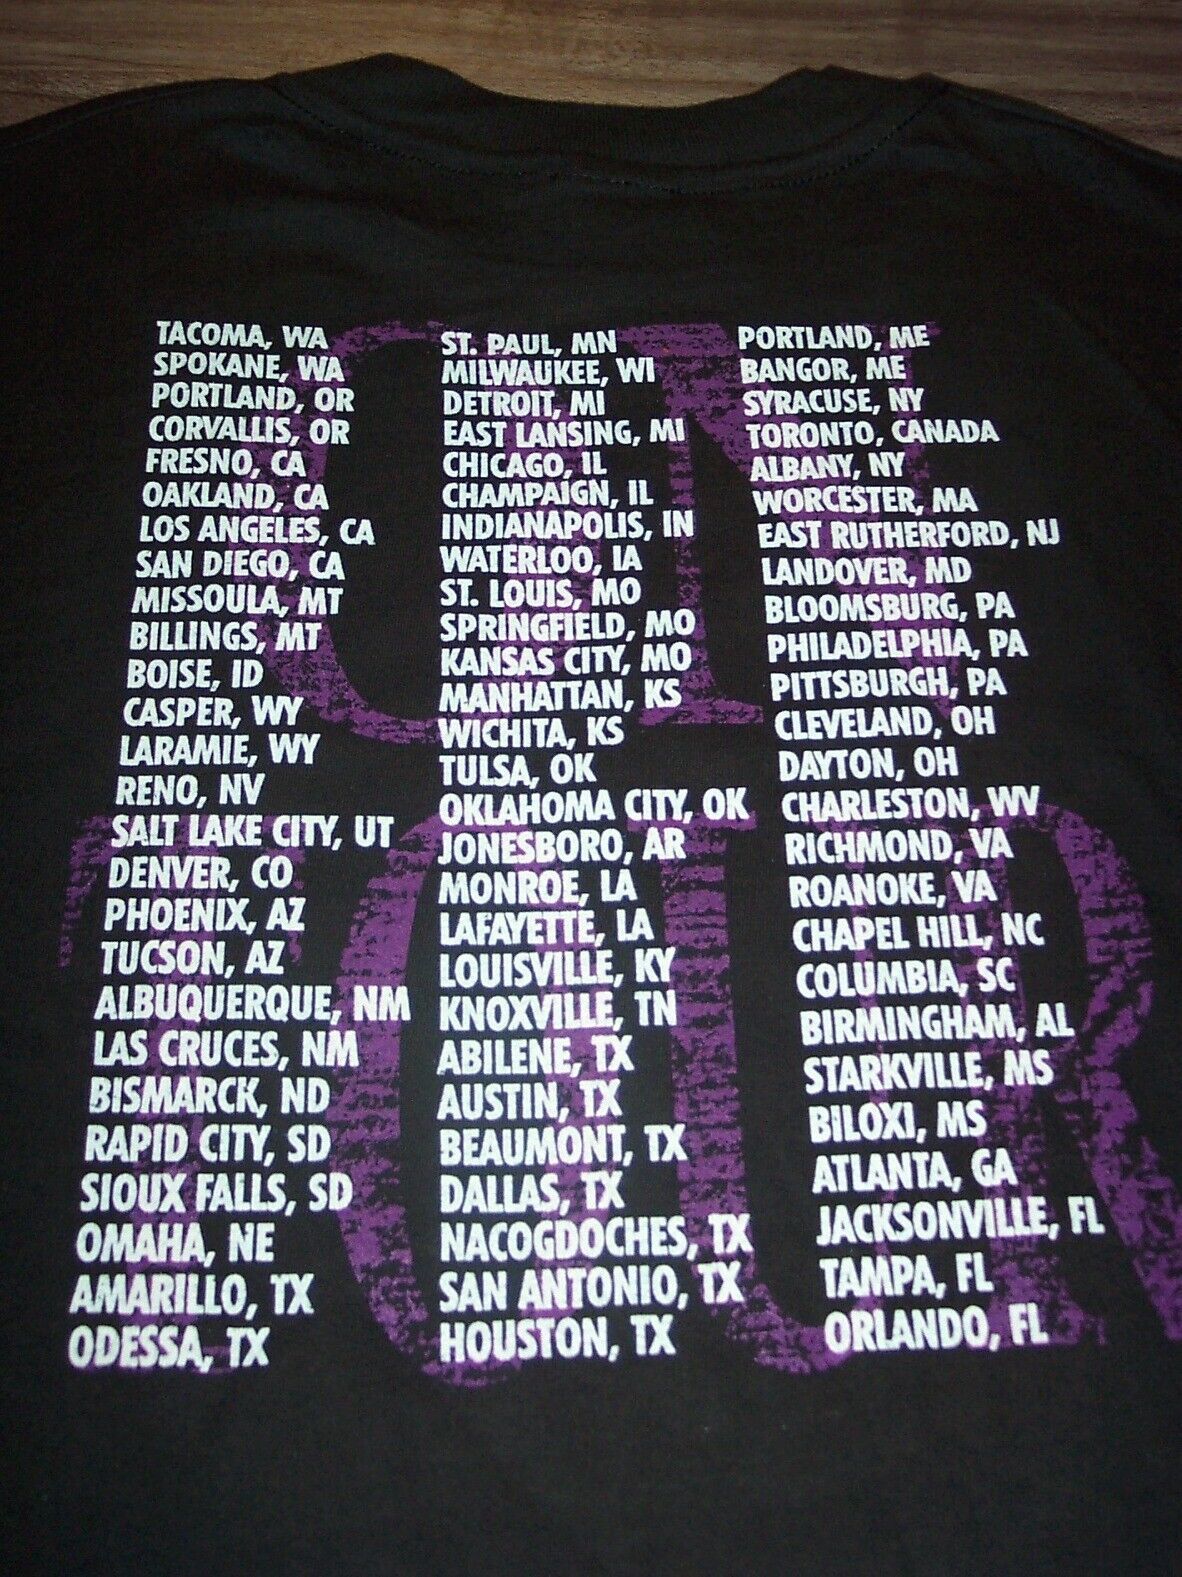 ON
TOUR
TACOMA, WA
SPOKANE, WA
PORTLAND, OR
CORVALLIS, OR
FRESNO, CA
OAKLAND, CA
LOS ANGELES, CA
SAN DIEGO, CA
MISSOULA, MT
BILLINGS, MT
BOISE, ID
CASPER, WY
LARAMIE, WY
RENO, NV
SALT LAKE CITY, UT
DENVER, CO
PHOENIX, AZ
TUCSON, AZ
ALBUQUERQUE, NM
LAS CRUCES, NM
BISMARCK, ND
RAPID CITY, SD
SIOUX FALLS, SD
OMAHA, NE
AMARILLO, TX
ODESSA, TX
ST. PAUL, MN
MILWAUKEE, WI
DETROIT, MI
EAST LANSING, MI
CHICAGO, IL
CHAMPAIGN, IL
INDIANAPOLIS, IN
WATERLOO, IA
ST. LOUIS, MO
SPRINGFIELD, MO
KANSAS CITY, MO
MANHATTAN, KS
WICHITA, KS
TULSA, OK
OKLAHOMA CITY, OK
JONESBORO, AR
MONROE, LA
LAFAYETTE, LA
LOUISVILLE, KY
KNOXVILLE, TN
ABILENE, TX
AUSTIN, TX
BEAUMONT, TX
DALLAS, TX
NACOGDOCHES, TX
SAN ANTONIO, TX
HOUSTON, TX
PORTLAND, ME
BANGOR, ME
SYRACUSE, NY
TORONTO, CANADA
ALBANY, NY
WORCESTER, MA
EAST RUTHERFORD, NJ
LANDOVER, MD
BLOOMSBURG, PA
PHILADELPHIA, PA
PITTSBURGH, PA
CLEVELAND, OH
DAYTON, OH
CHARLESTON, WV
RICHMOND, VA
ROANOKE, VA
CHAPEL HILL, NC
COLUMBIA, SC
BIRMINGHAM, AL
STARKVILLE, MS
BILOXI, MS
ATLANTA, GA
JACKSONVILLE, FL
TAMPA, FL
ORLANDO, FL